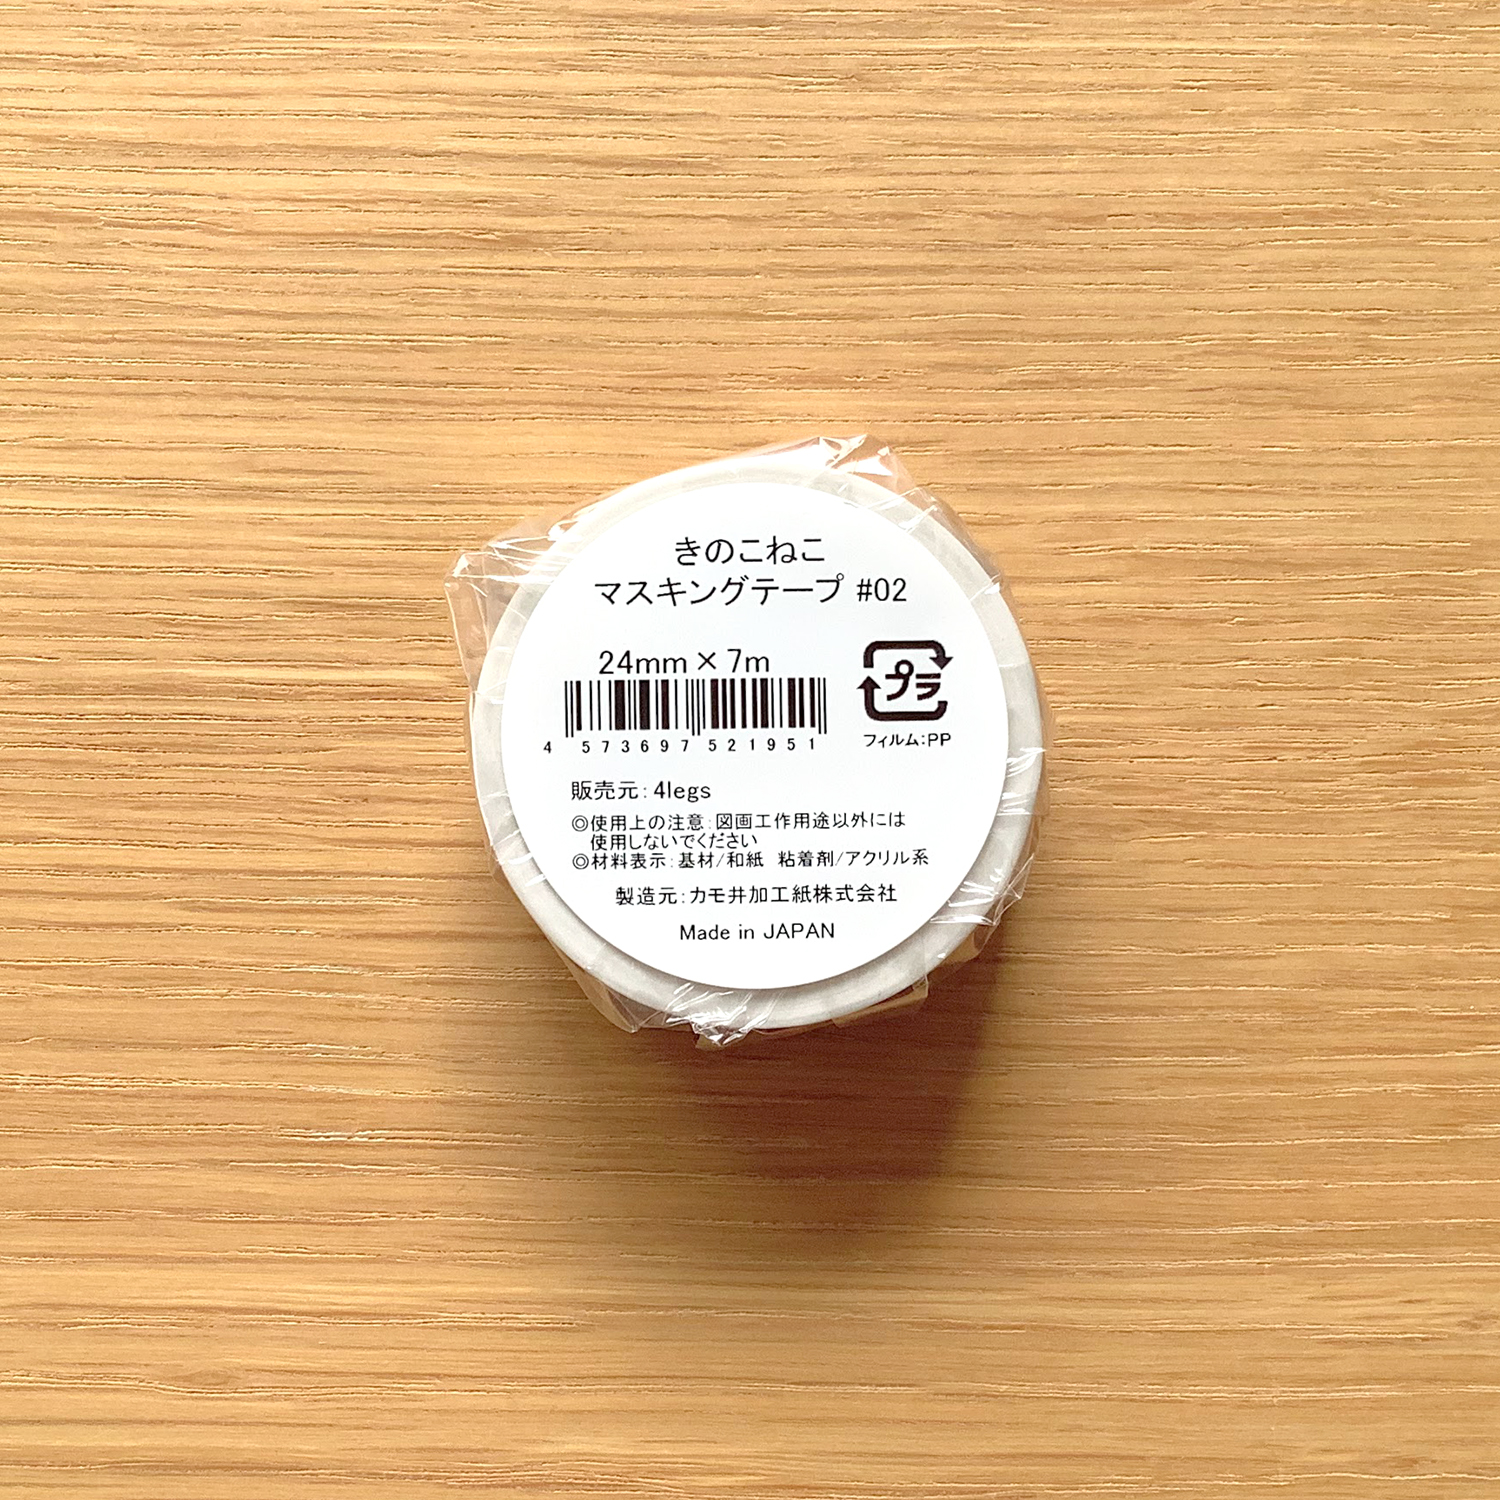 きのこねこ
マスキングテープ #02
24mm×7m
プラ
4 573697 521951
フィルム:PP
販売元:4legs
◎使用上の注意:図画工作用途以外には
使用しないでください
◎材料表示:基材/和紙 粘着剤/アクリル系
製造元:カモ井加工紙株式会社
Made in JAPAN